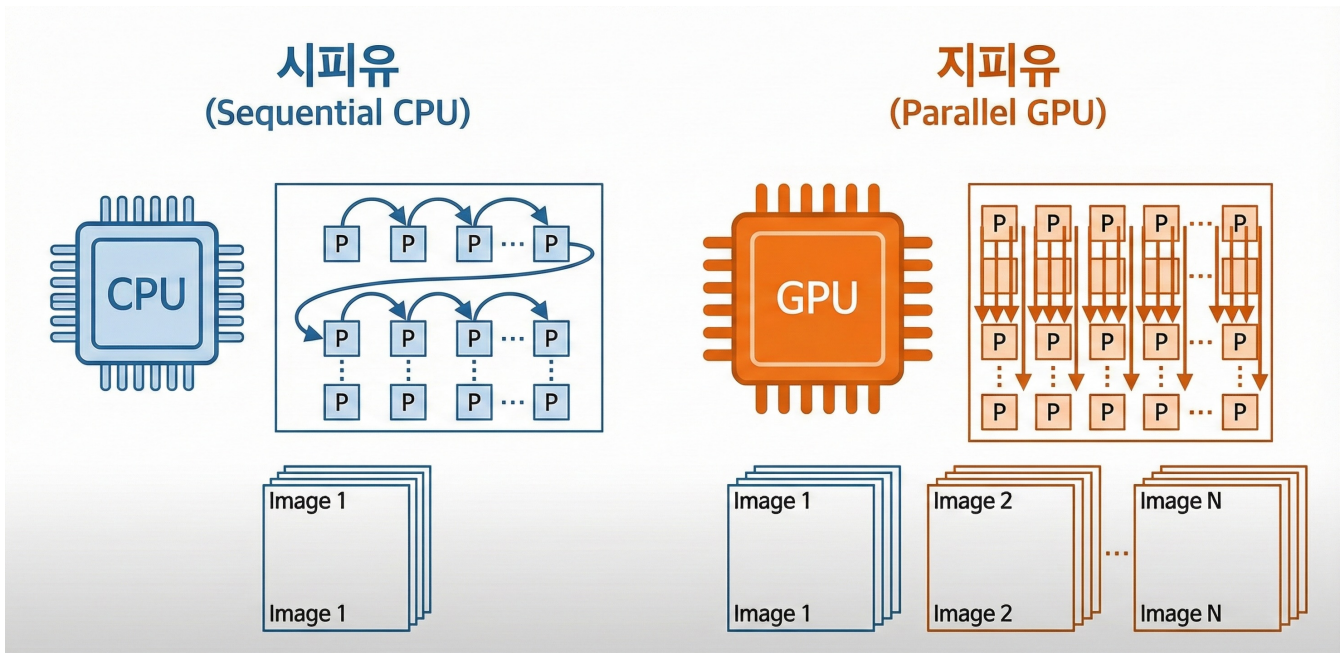 시피유
(Sequential CPU)
CPU
P P P ... P
P P P ... P
P P P ... P
Image 1
Image 1
지피유
(Parallel GPU)
GPU
P P P P ... P
...
P P P P ... P
P P P P ... P
Image 1
Image 1
Image 2
Image 2
...
Image N
Image N